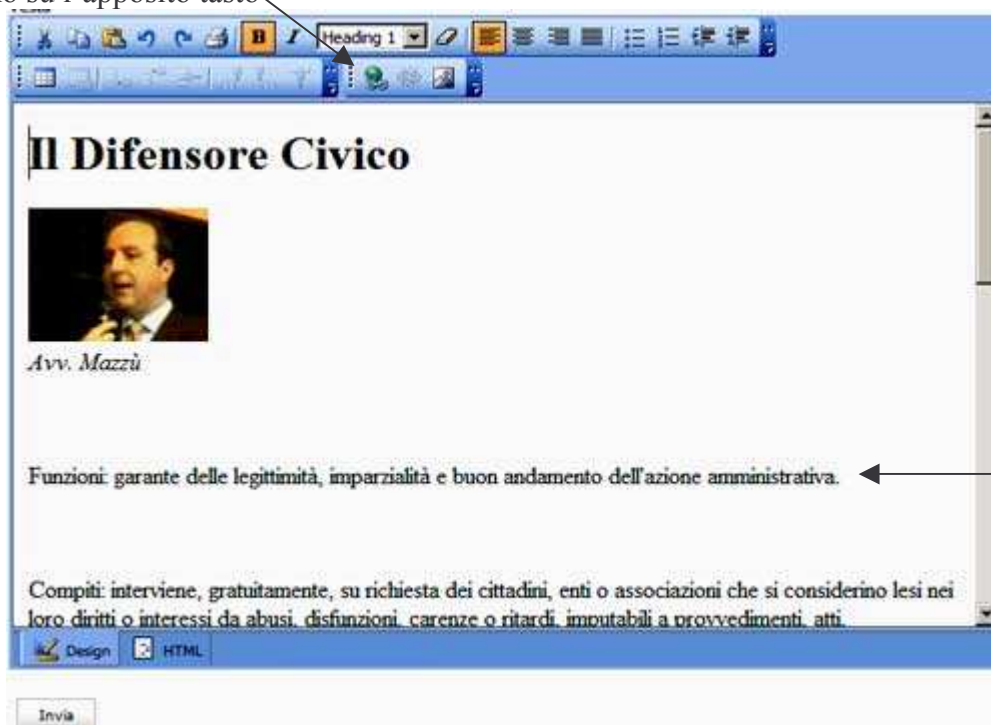 su l'apposito tasto
Testo
B I Heading 1
Il Difensore Civico
Avv. Mazzù
Funzioni: garante delle legittimità, imparzialità e buon andamento dell'azione amministrativa.
Compiti: interviene, gratuitamente, su richiesta dei cittadini, enti o associazioni che si considerino lesi nei
loro diritti o interessi da abusi, disfunzioni, carenze o ritardi, imputabili a provvedimenti, atti,
Design HTML
Invia